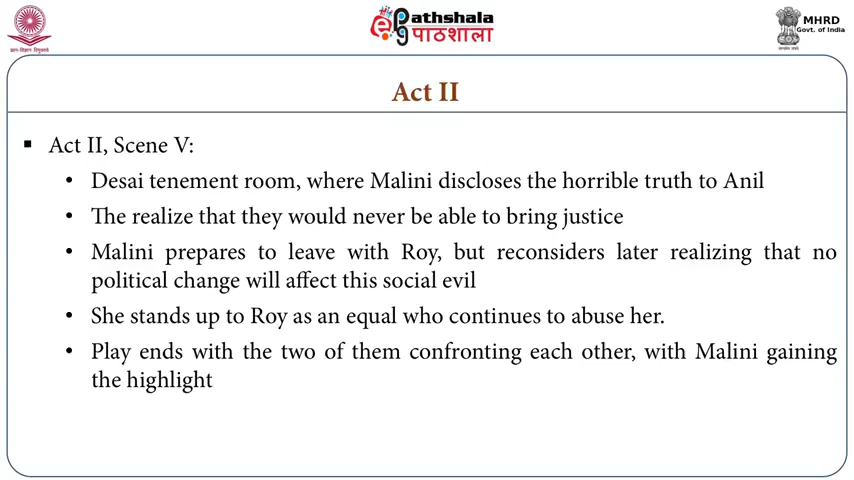 ePathshala
पाठशाला
MHRD
Govt. of India
Act II
Act II, Scene V:
Desai tenement room, where Malini discloses the horrible truth to Anil
The realize that they would never be able to bring justice
Malini prepares to leave with Roy, but reconsiders later realizing that no
political change will affect this social evil
She stands up to Roy as an equal who continues to abuse her.
Play ends with the two of them confronting each other, with Malini gaining
the highlight